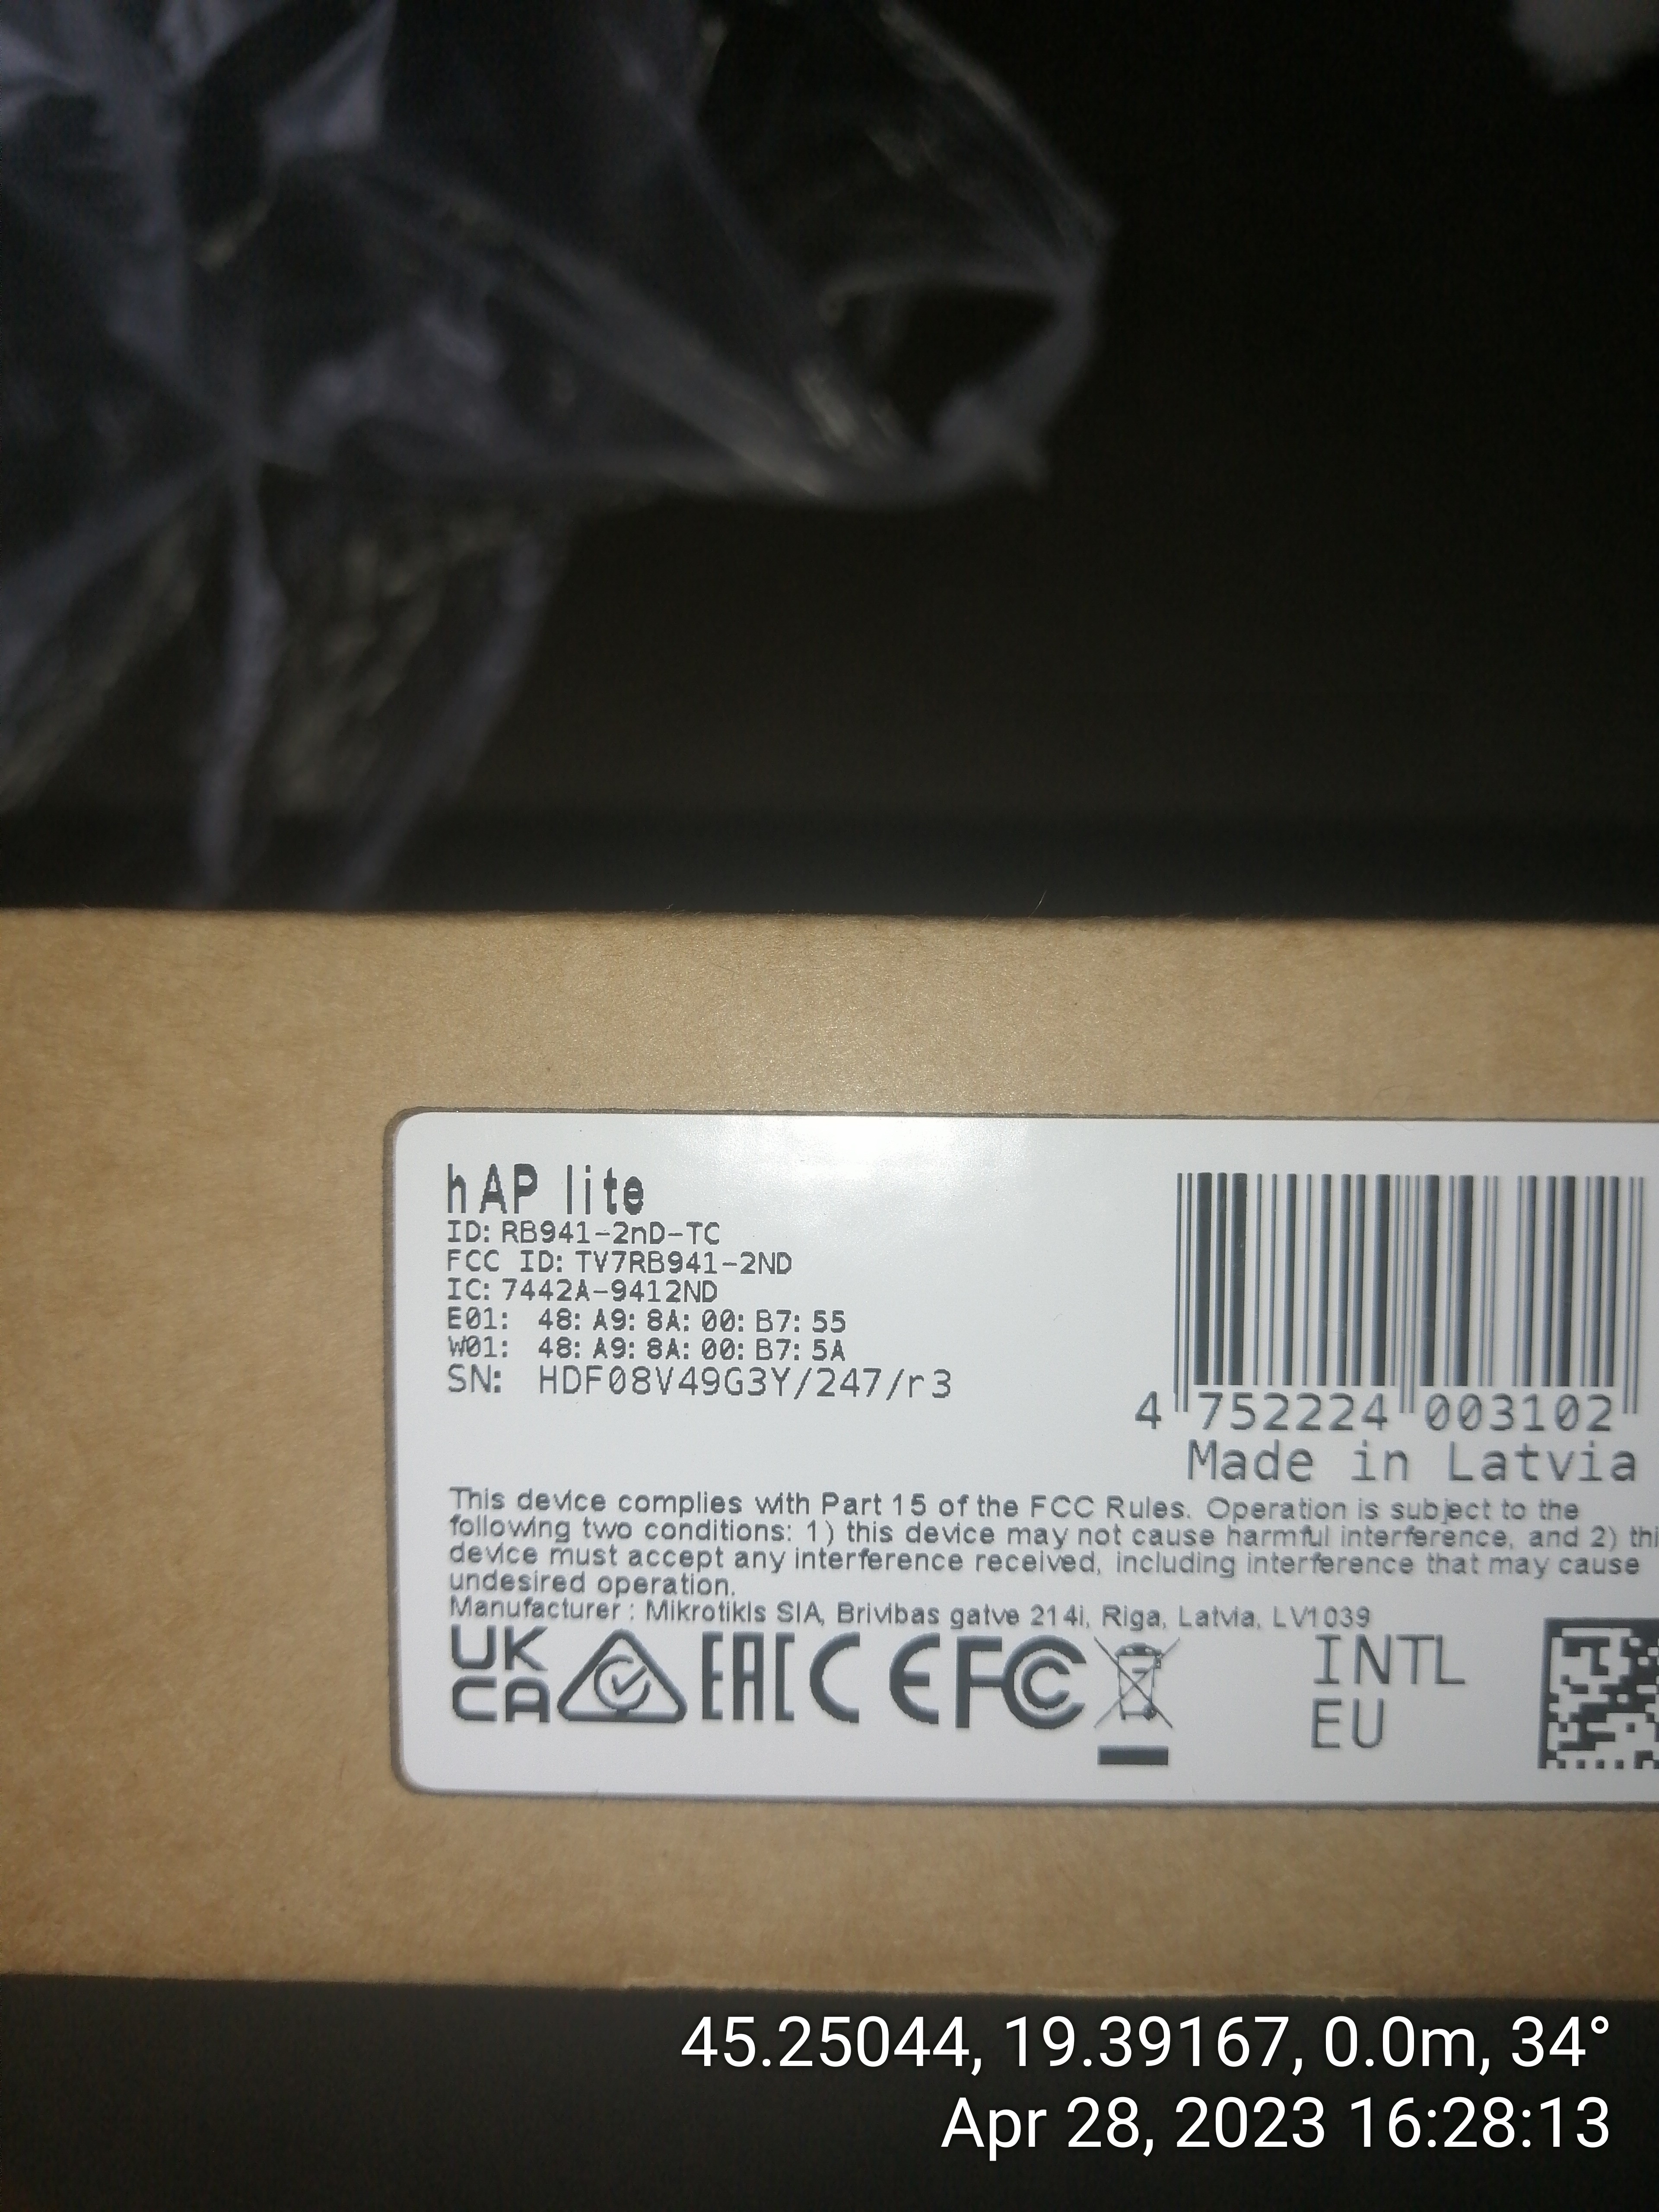 hAP lite
ID: RB941-2nD-TC
FCC ID: TV7RB941-2ND
IC: 7442A-9412ND
E01: 48: A9: 8A: 00: B7: 55
W01: 48: A9: 8A: 00: B7: 5A
SN: HDF08V49G3Y/247/r3
4 752224 003102
Made in Latvia
This device complies with Part 15 of the FCC Rules. Operation is subject to the
following two conditions: 1) this device may not cause harmful interference, and 2) thi
device must accept any interference received, including interference that may cause
undesired operation.
Manufacturer : Mikrotikls SIA, Brivibas gatve 214i, Riga, Latvia, LV1039
UK
CA
EAC CE FC
INTL
EU
45.25044, 19.39167, 0.0m, 34°
Apr 28, 2023 16:28:13